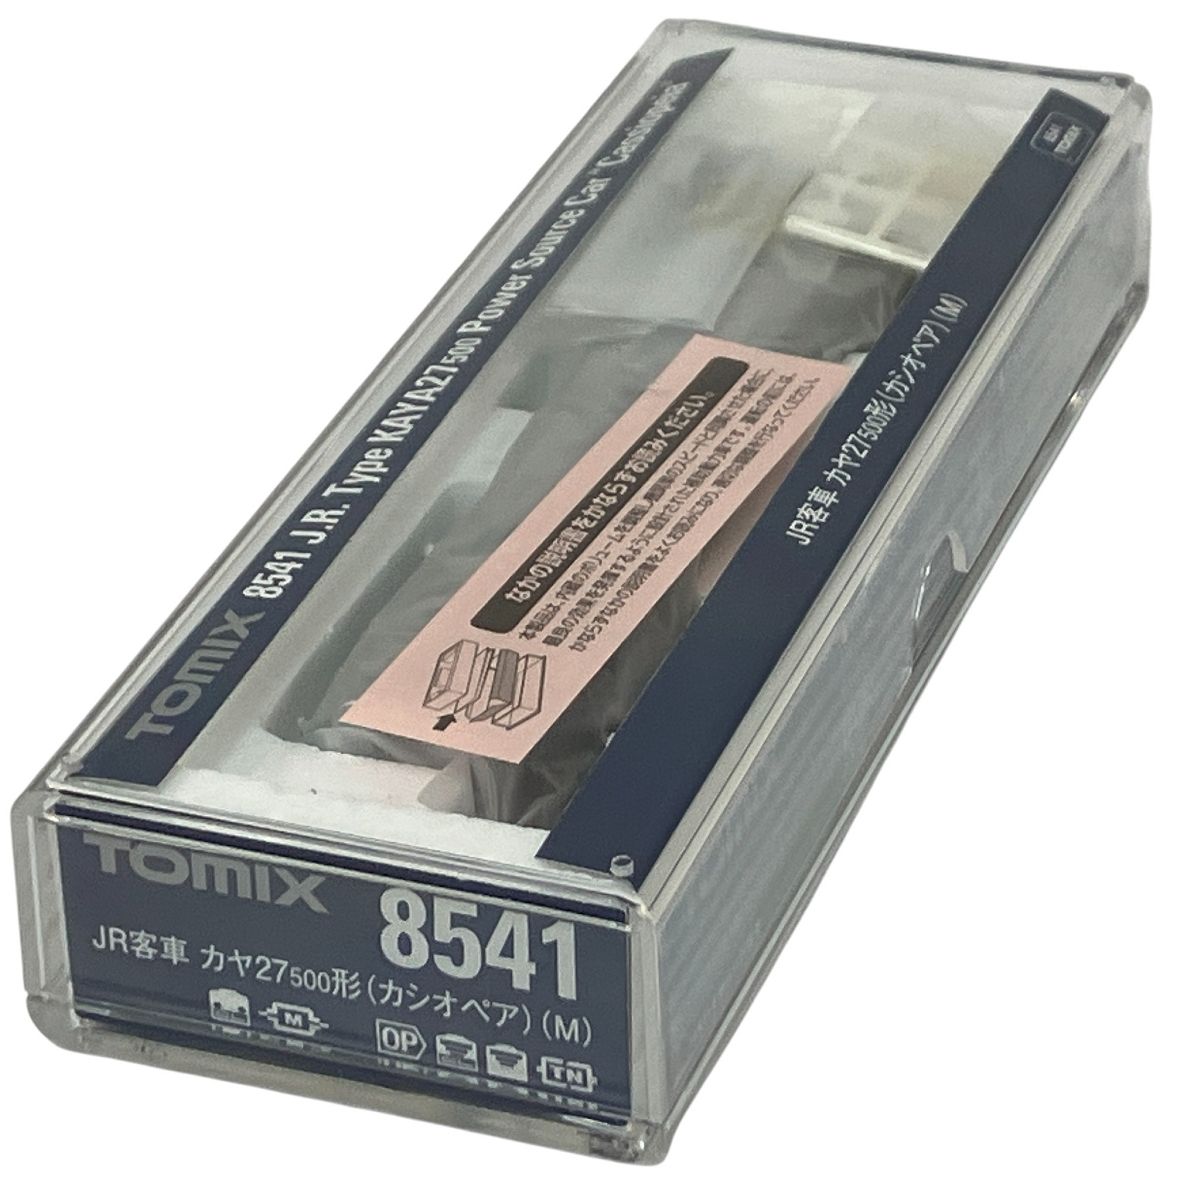 TOMIX 8541 J.R. Type KAYA27500 Power Source Car "Cassiopeia"
TOMIX
JR客車 カヤ27500形(カシオペア)(M)
なかの説明書をかならずお読みください。
TOMIX
8541
JR客車 カヤ27500形(カシオペア)(M)
M
OP
TN